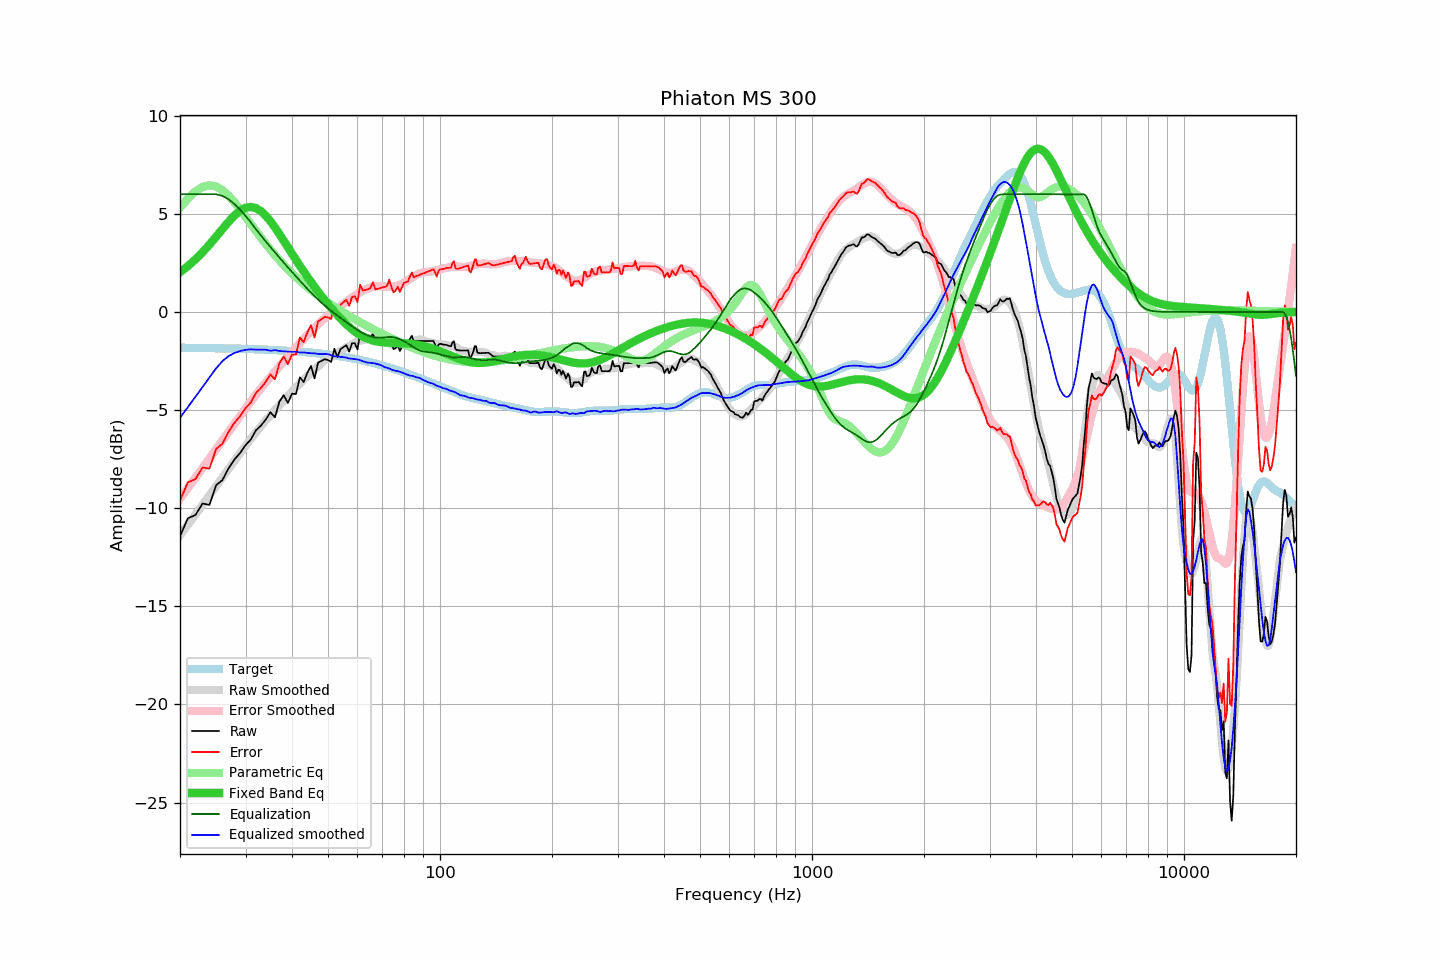 Phiaton MS 300
10
5
0
−5
−10
−15
−20
−25
Amplitude (dBr)
Target
Raw Smoothed
Error Smoothed
Raw
Error
Parametric Eq
Fixed Band Eq
Equalization
Equalized smoothed
100 1000 10000
Frequency (Hz)